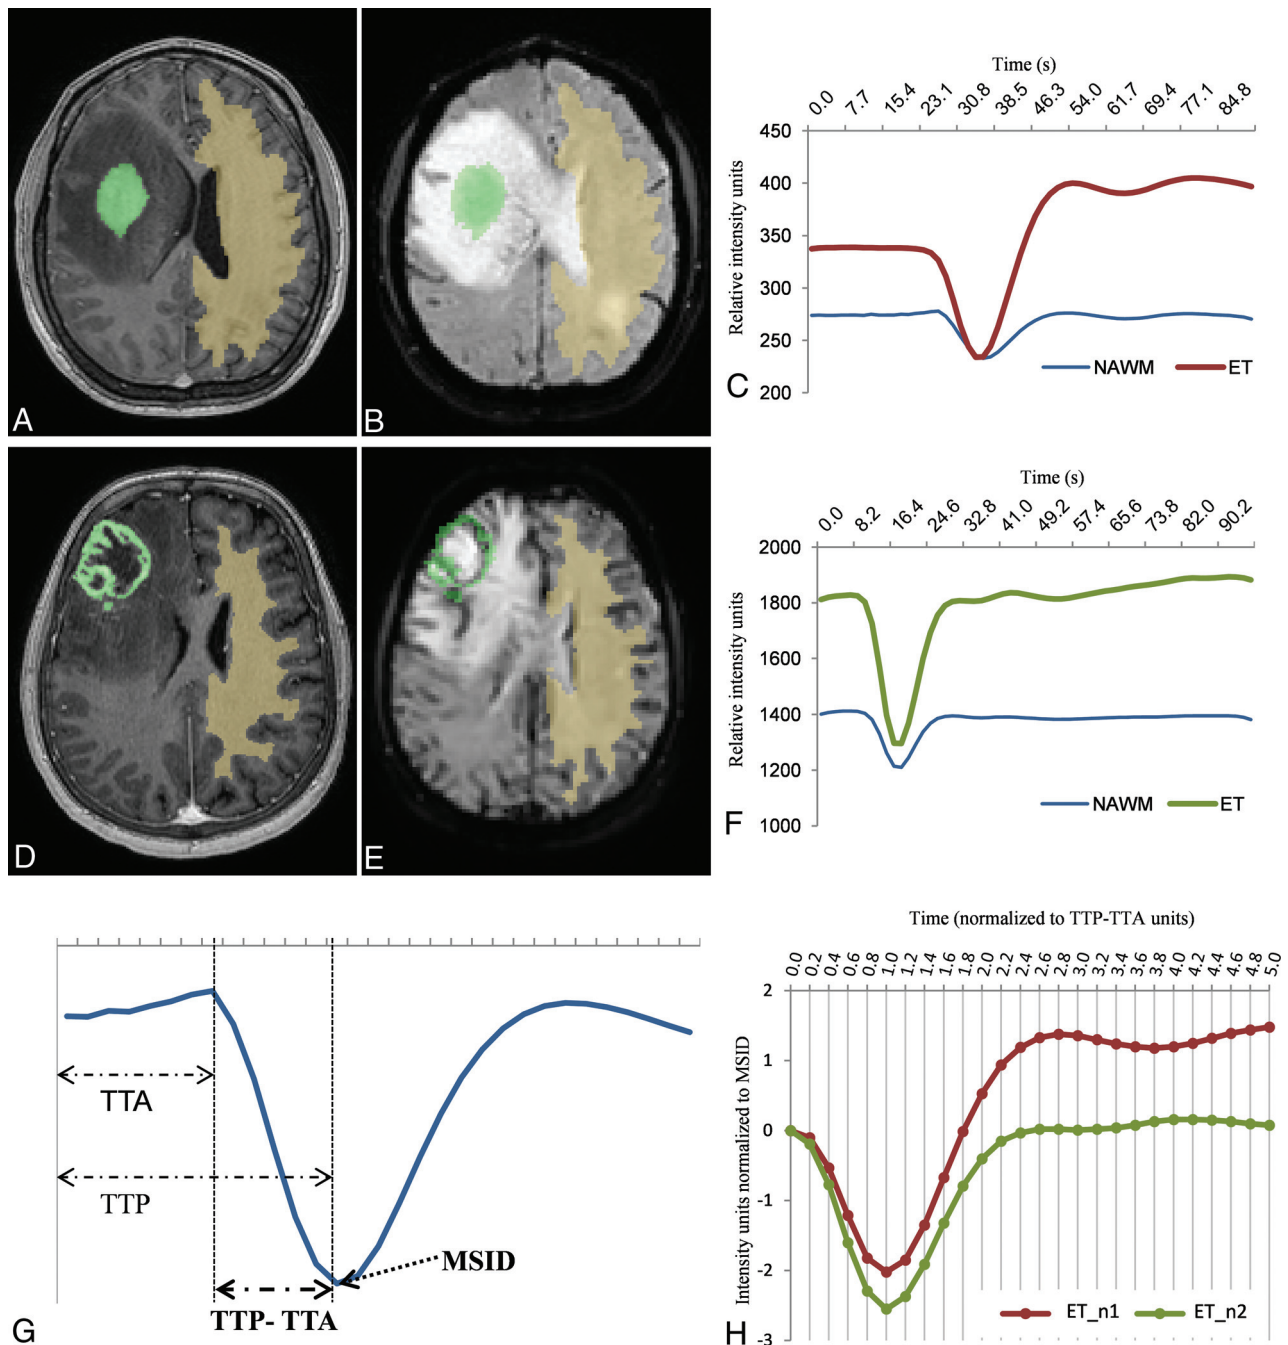 A
B
Time (s)
0.0 7.7 15.4 23.1 30.8 38.5 46.3 54.0 61.7 69.4 77.1 84.8
450
400
350
300
250
200
Relative intensity units
NAWM ET
C
D
E
Time (s)
0.0 8.2 16.4 24.6 32.8 41.0 49.2 57.4 65.6 73.8 82.0 90.2
2000
1800
1600
1400
1200
1000
Relative intensity units
NAWM ET
F
TTA
TTP
MSID
TTP- TTA
G
Time (normalized to TTP-TTA units)
0.0 0.2 0.4 0.6 0.8 1.0 1.2 1.4 1.6 1.8 2.0 2.2 2.4 2.6 2.8 3.0 3.2 3.4 3.6 3.8 4.0 4.2 4.4 4.6 4.8 5.0
2
1
0
-1
-2
-3
Intensity units normalized to MSID
ET_n1 ET_n2
H